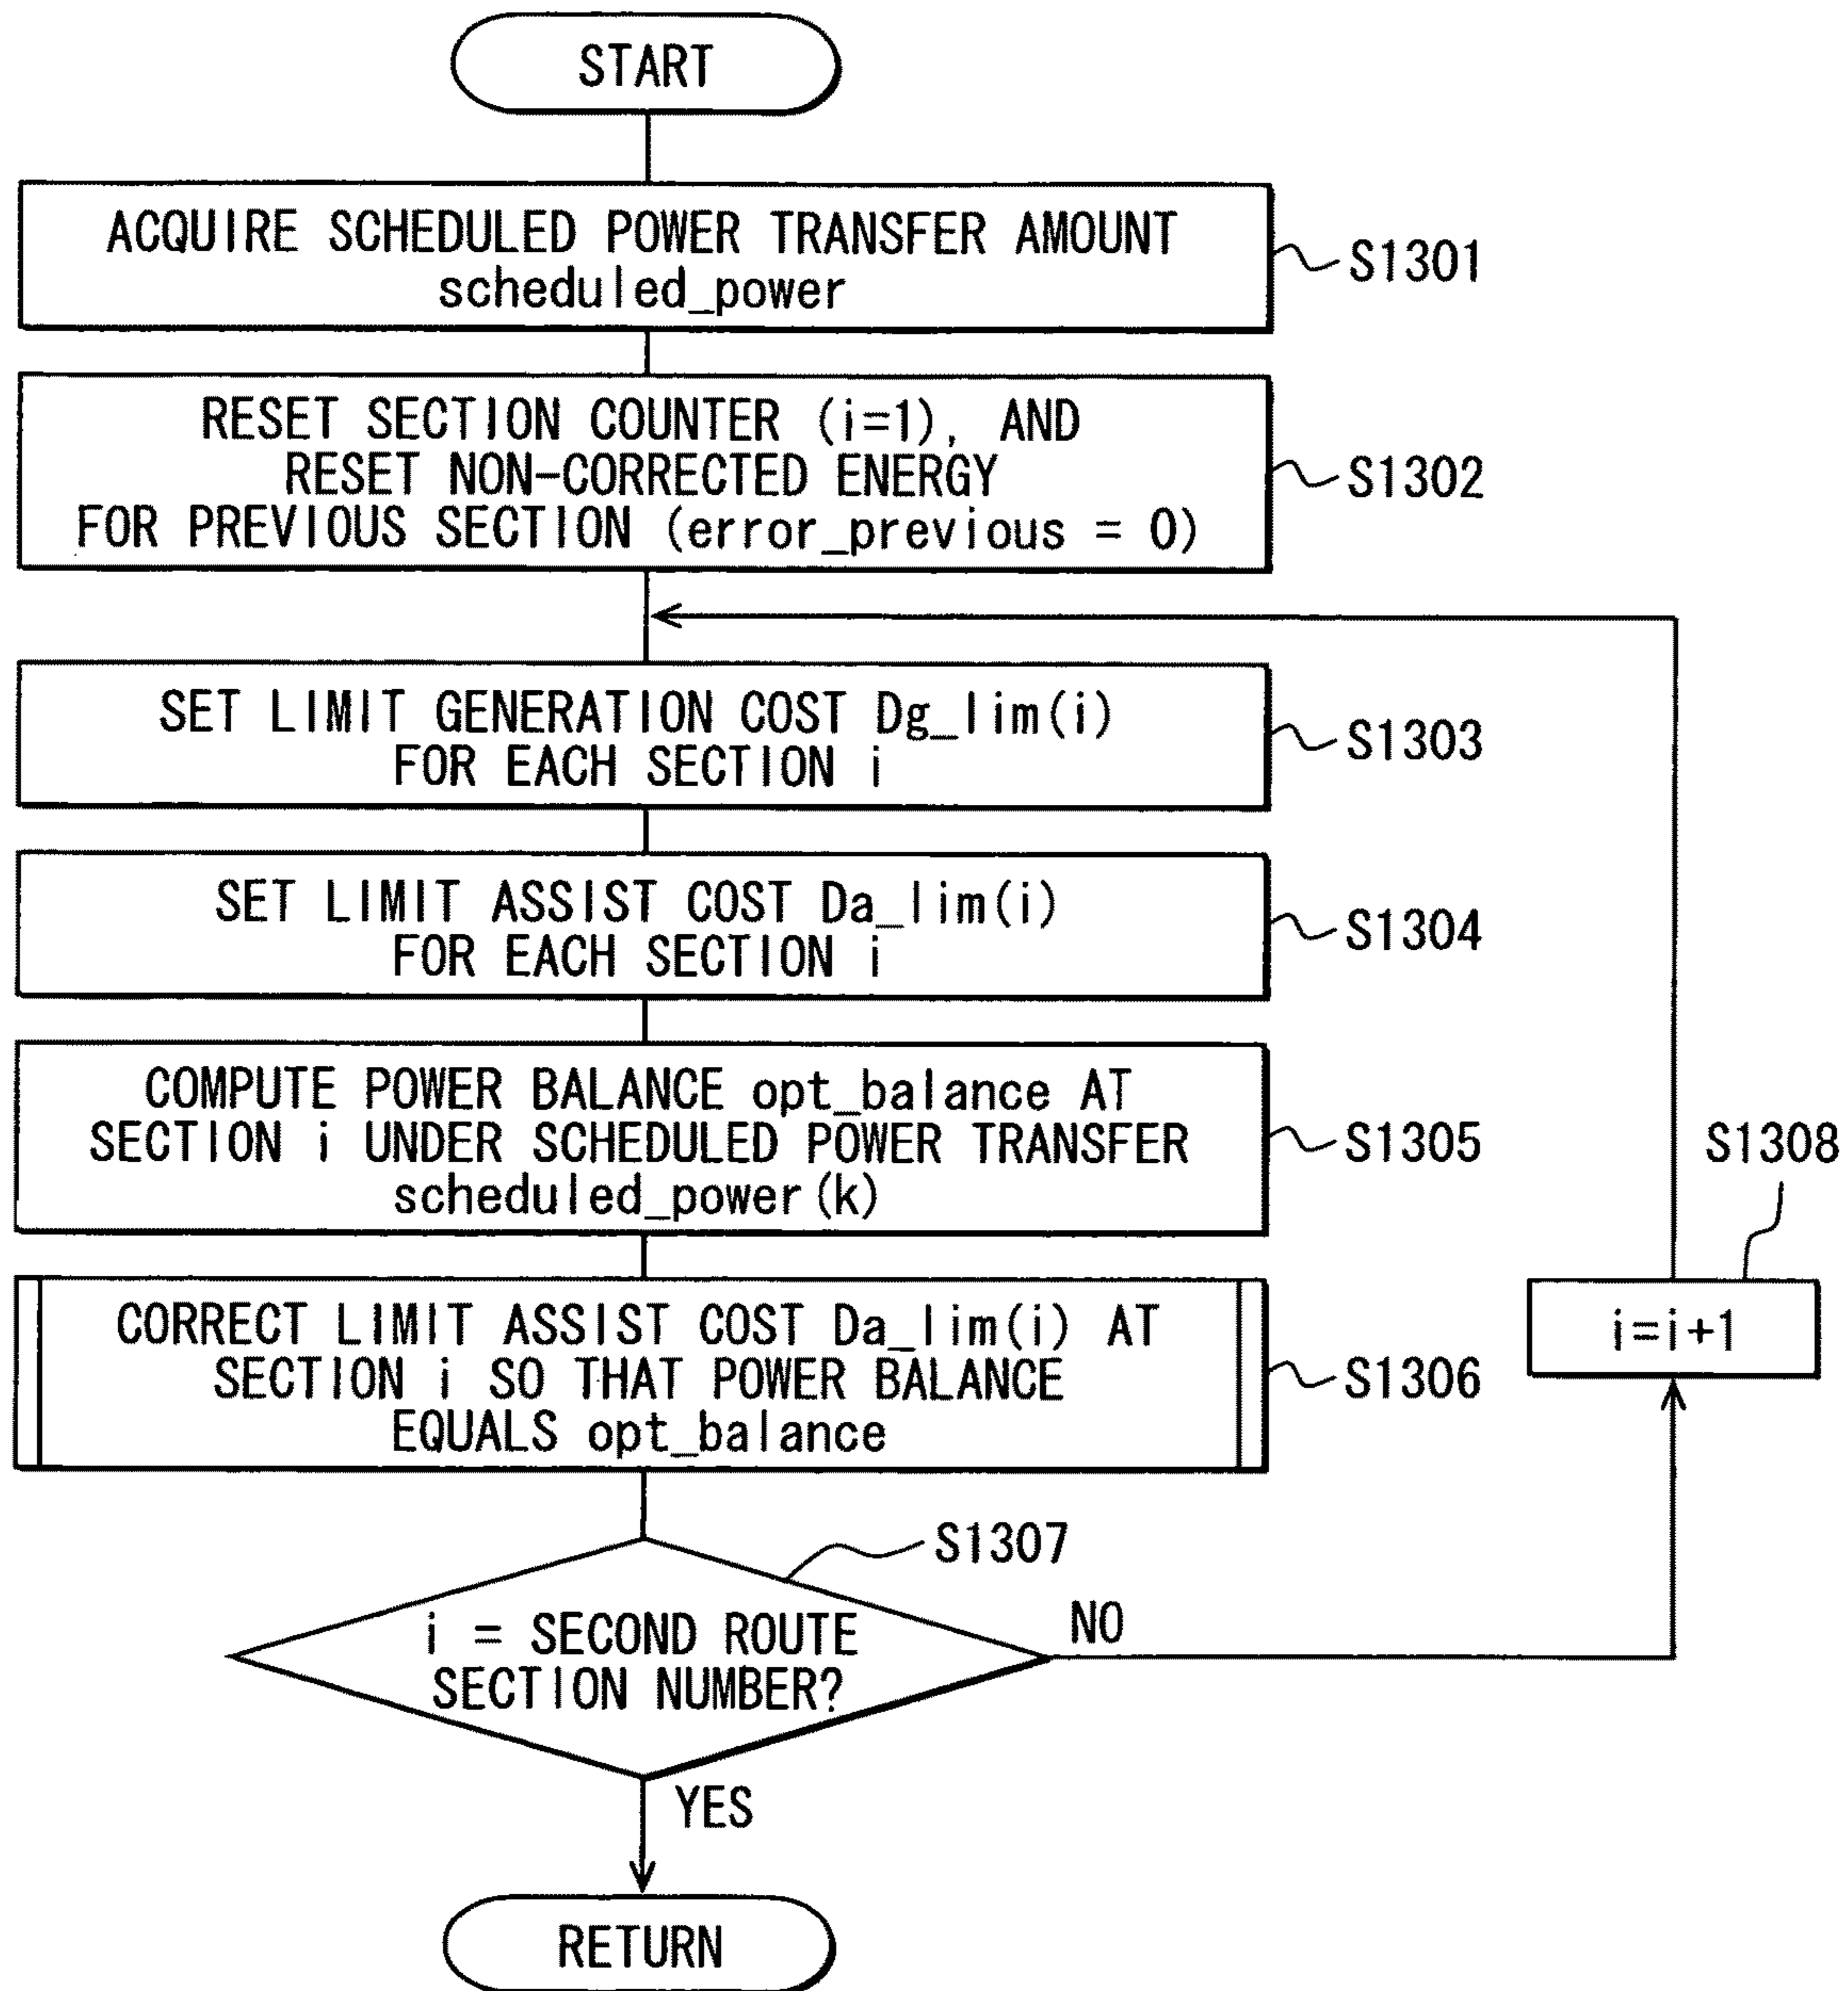 START
ACQUIRE SCHEDULED POWER TRANSFER AMOUNT
scheduled_power
S1301
RESET SECTION COUNTER (i=1), AND
RESET NON-CORRECTED ENERGY
FOR PREVIOUS SECTION (error_previous = 0)
S1302
SET LIMIT GENERATION COST Dg_lim(i)
FOR EACH SECTION i
S1303
SET LIMIT ASSIST COST Da_lim(i)
FOR EACH SECTION i
S1304
COMPUTE POWER BALANCE opt_balance AT
SECTION i UNDER SCHEDULED POWER TRANSFER
scheduled_power(k)
S1305
CORRECT LIMIT ASSIST COST Da_lim(i) AT
SECTION i SO THAT POWER BALANCE
EQUALS opt_balance
S1306
S1308
i=i+1
S1307
i = SECOND ROUTE
SECTION NUMBER?
NO
YES
RETURN